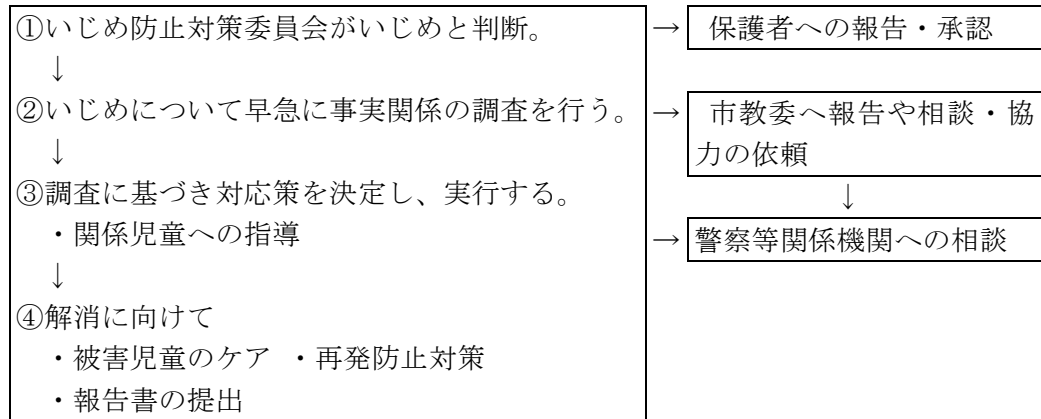 ①いじめ防止対策委員会がいじめと判断。
↓
②いじめについて早急に事実関係の調査を行う。
↓
③調査に基づき対応策を決定し、実行する。
・関係児童への指導
↓
④解消に向けて
・被害児童のケア ・再発防止対策
・報告書の提出
→ 保護者への報告・承認
→ 市教委へ報告や相談・協
力の依頼
↓
→ 警察等関係機関への相談